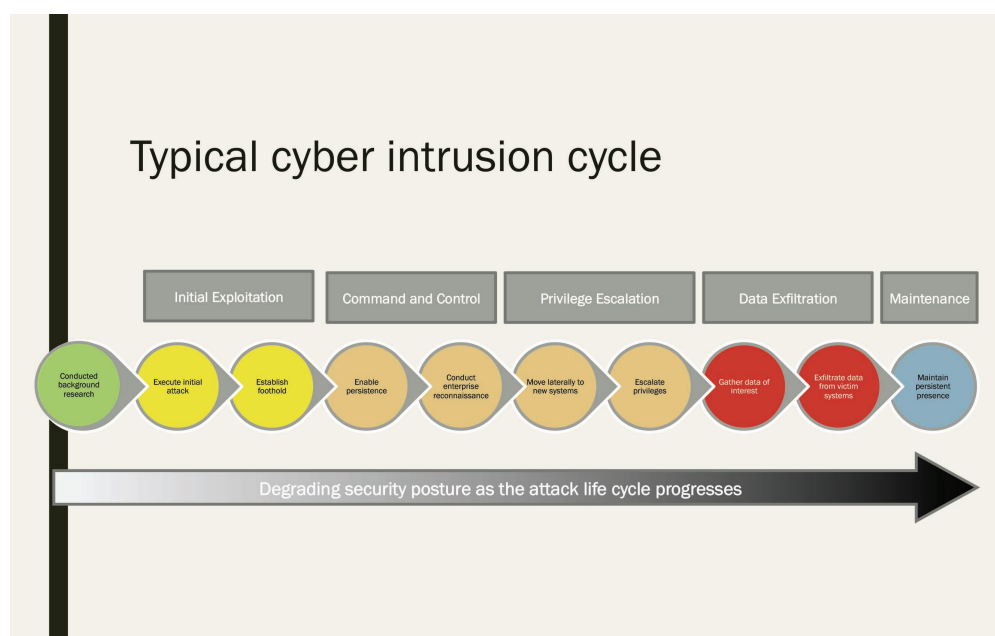 Typical cyber intrusion cycle
Initial Exploitation
Command and Control
Privilege Escalation
Data Exfiltration
Maintenance
Conducted
background
research
Execute initial
attack
Establish
foothold
Enable
persistence
Conduct
enterprise
reconnaissance
Move laterally to
new systems
Escalate
privileges
Gather data of
interest
Exfiltrate data
from victim
systems
Maintain
persistent
presence
Degrading security posture as the attack life cycle progresses